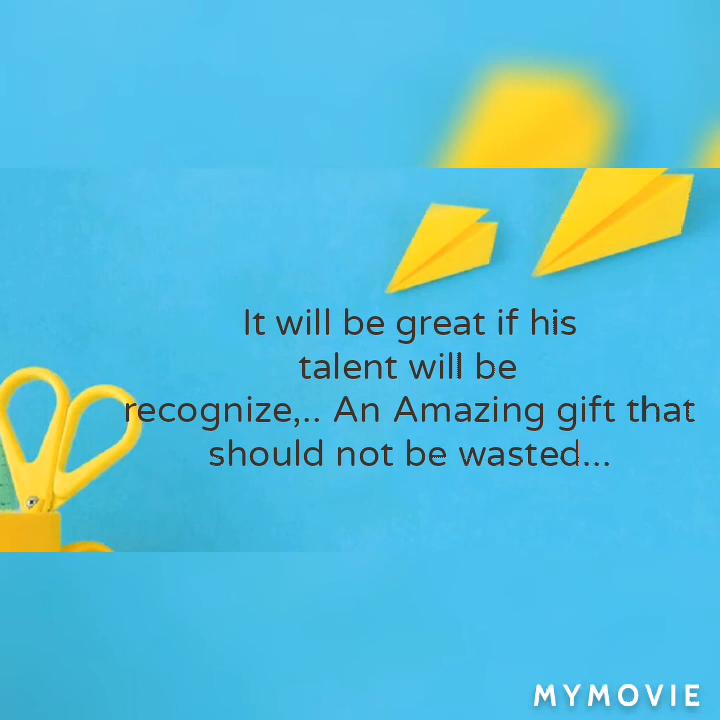 It will be great if his
talent will be
recognize,.. An Amazing gift that
should not be wasted...
MYMOVIE